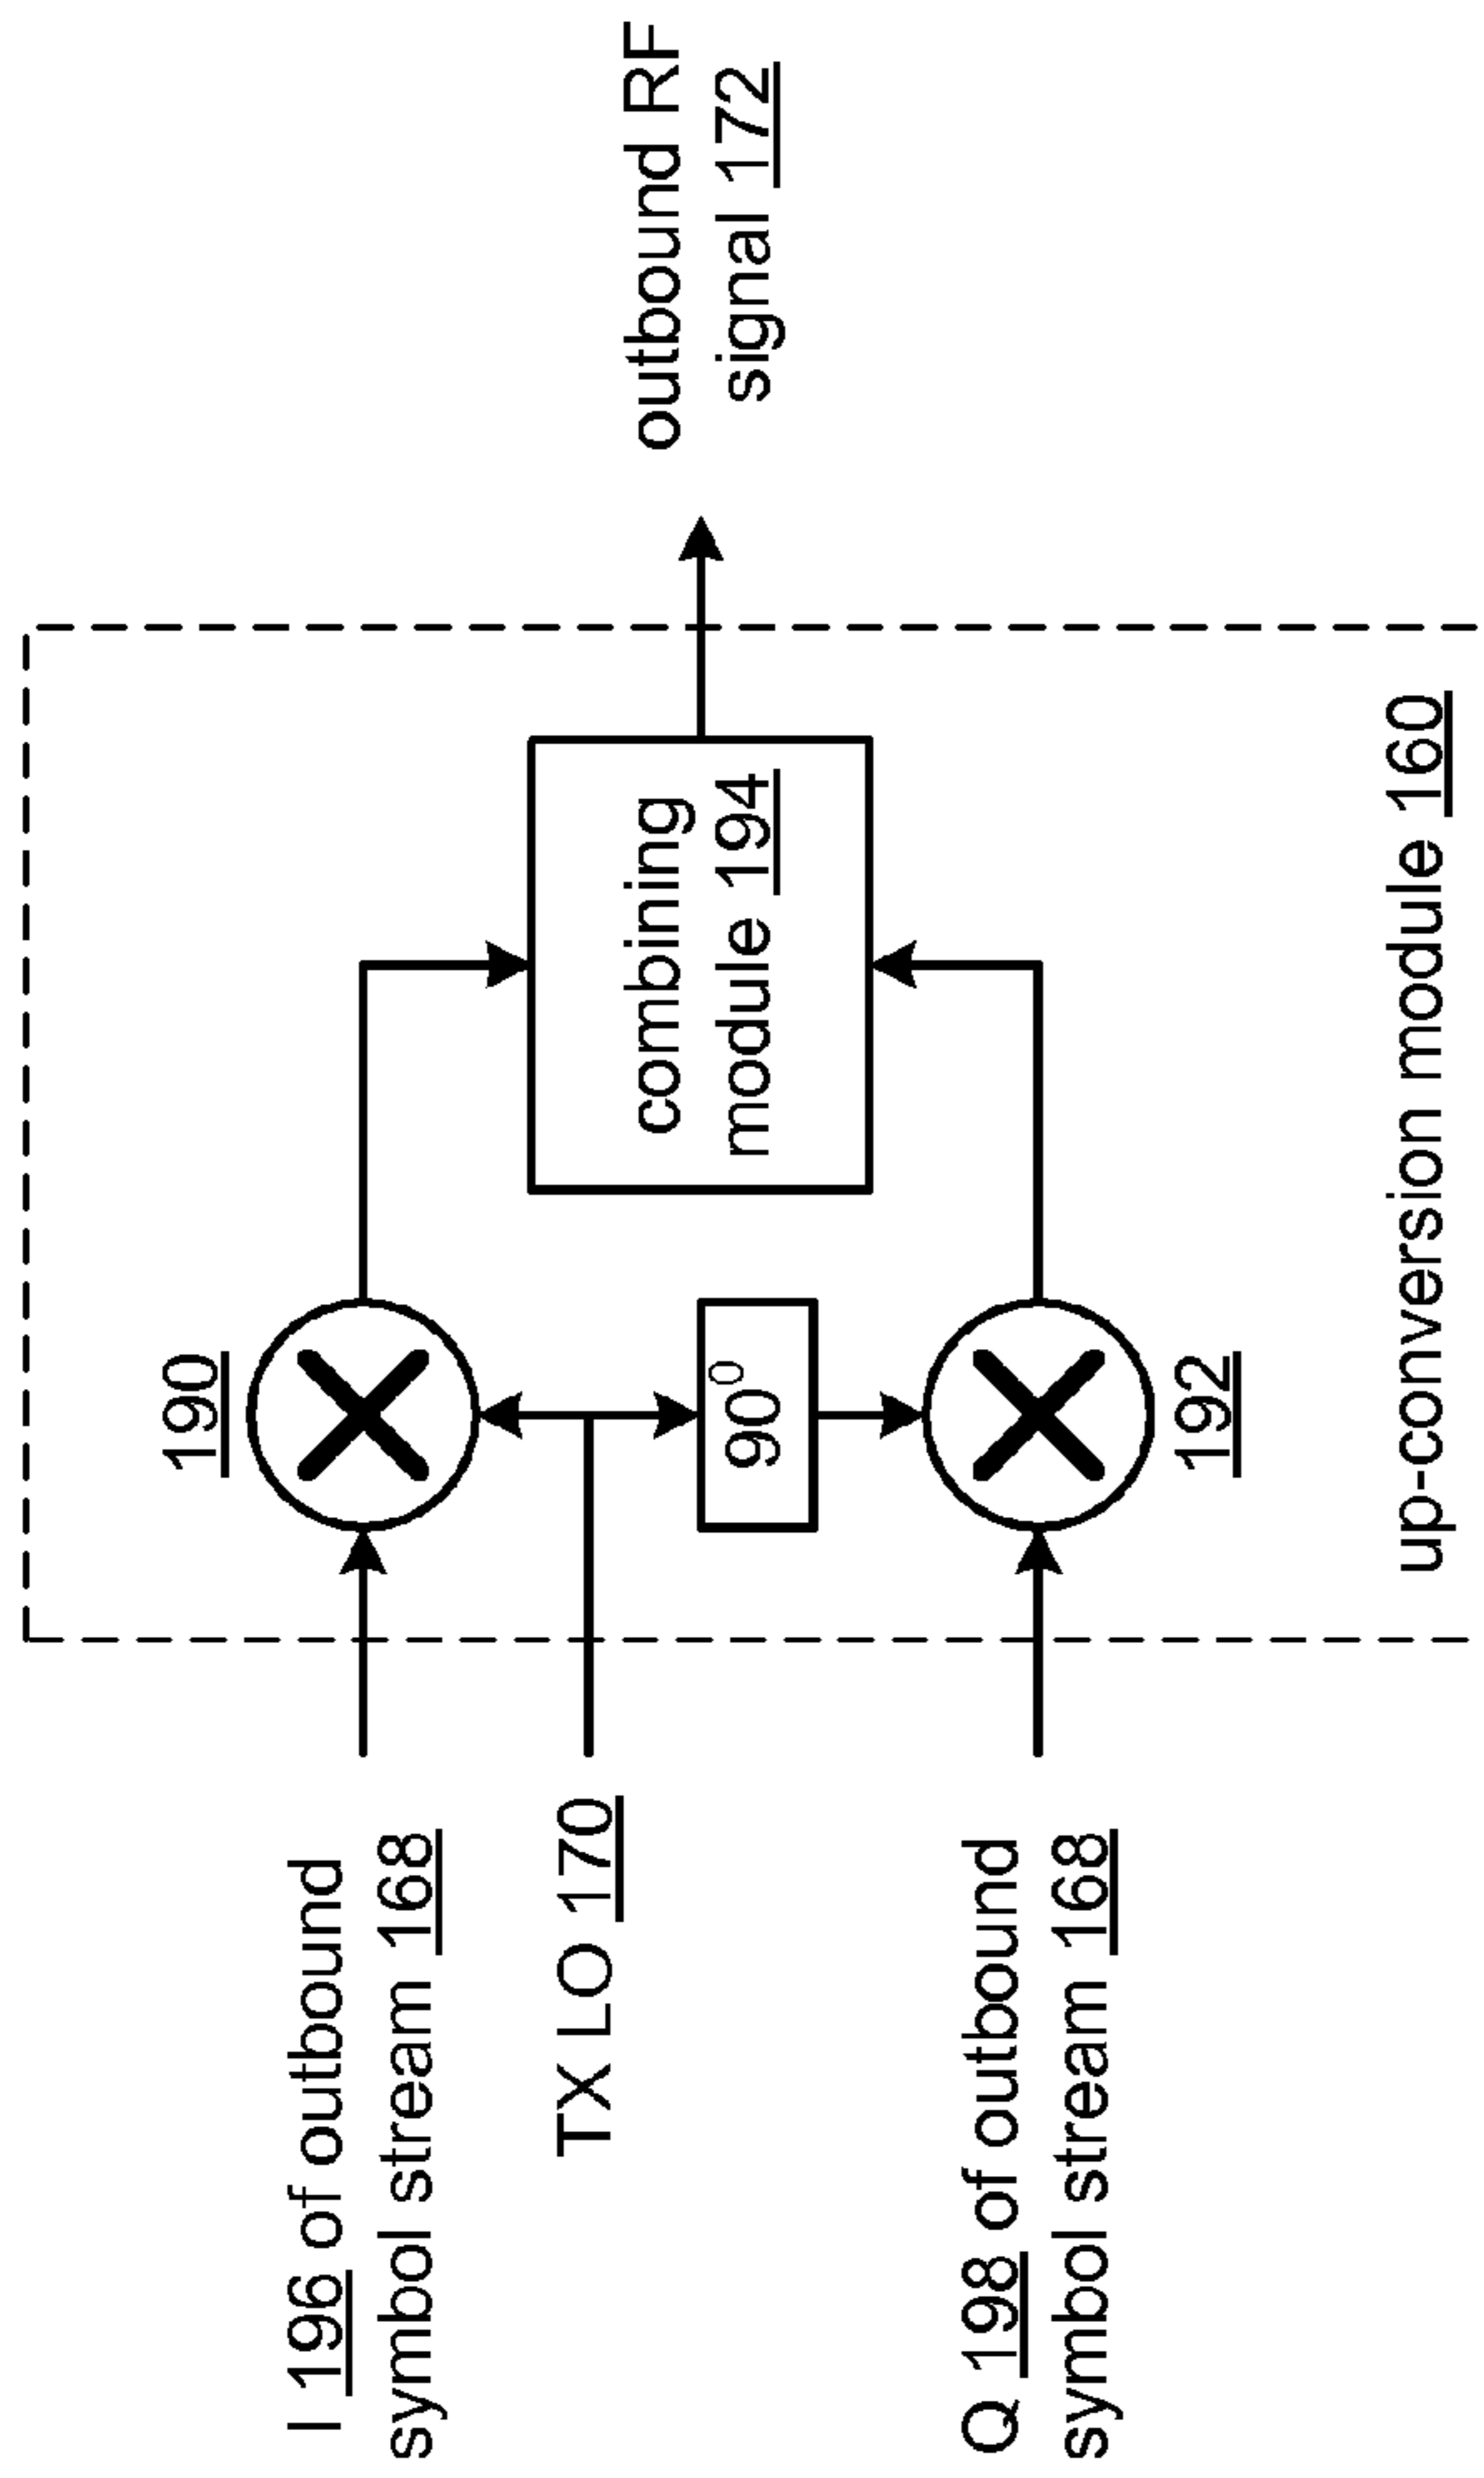 I 196 of outbound
symbol stream 168
TX LO 170
Q 198 of outbound
symbol stream 168
190
90⁰
192
combining
module 194
up-conversion module 160
outbound RF
signal 172